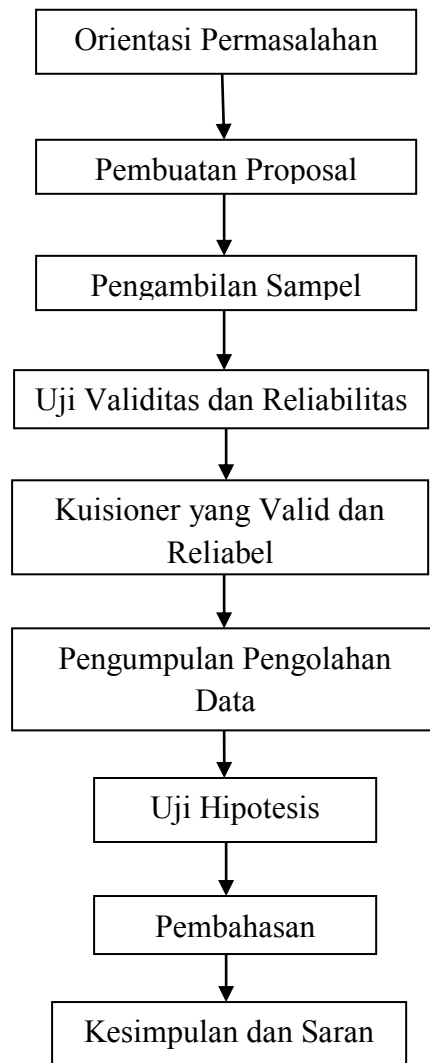 Orientasi Permasalahan
Pembuatan Proposal
Pengambilan Sampel
Uji Validitas dan Reliabilitas
Kuisioner yang Valid dan
Reliabel
Pengumpulan Pengolahan
Data
Uji Hipotesis
Pembahasan
Kesimpulan dan Saran